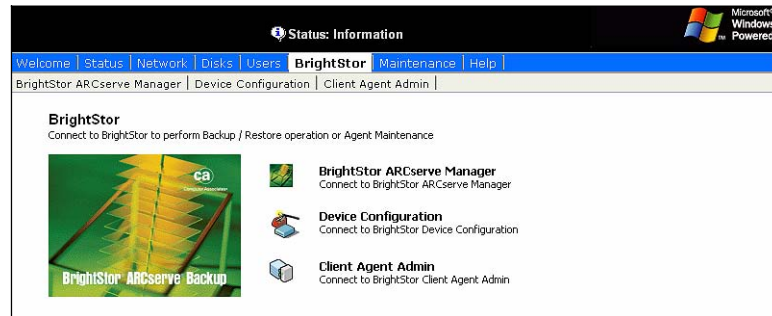 Microsoft®
Windows
Powered
Status: Information
Welcome | Status | Network | Disks | Users | BrightStor | Maintenance | Help |
BrightStor ARCserve Manager | Device Configuration | Client Agent Admin |
BrightStor
Connect to BrightStor to perform Backup / Restore operation or Agent Maintenance
ca
Computer Associates
BrightStor ARCserve Backup
BrightStor ARCserve Manager
Connect to BrightStor ARCserve Manager
Device Configuration
Connect to BrightStor Device Configuration
Client Agent Admin
Connect to BrightStor Client Agent Admin